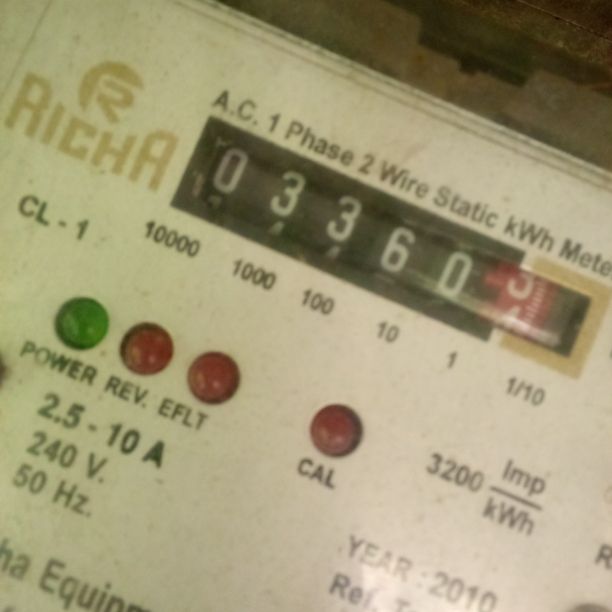 RICHA
A.C. 1 Phase 2 Wire Static kWh Mete
0 3 3 6 0
CL - 1
10000 1000 100 10 1 1/10
POWER REV. EFLT
2.5 - 10 A
240 V.
50 Hz.
CAL
3200 Imp
kWh
YEAR : 2010
Ref.
ha Equipm